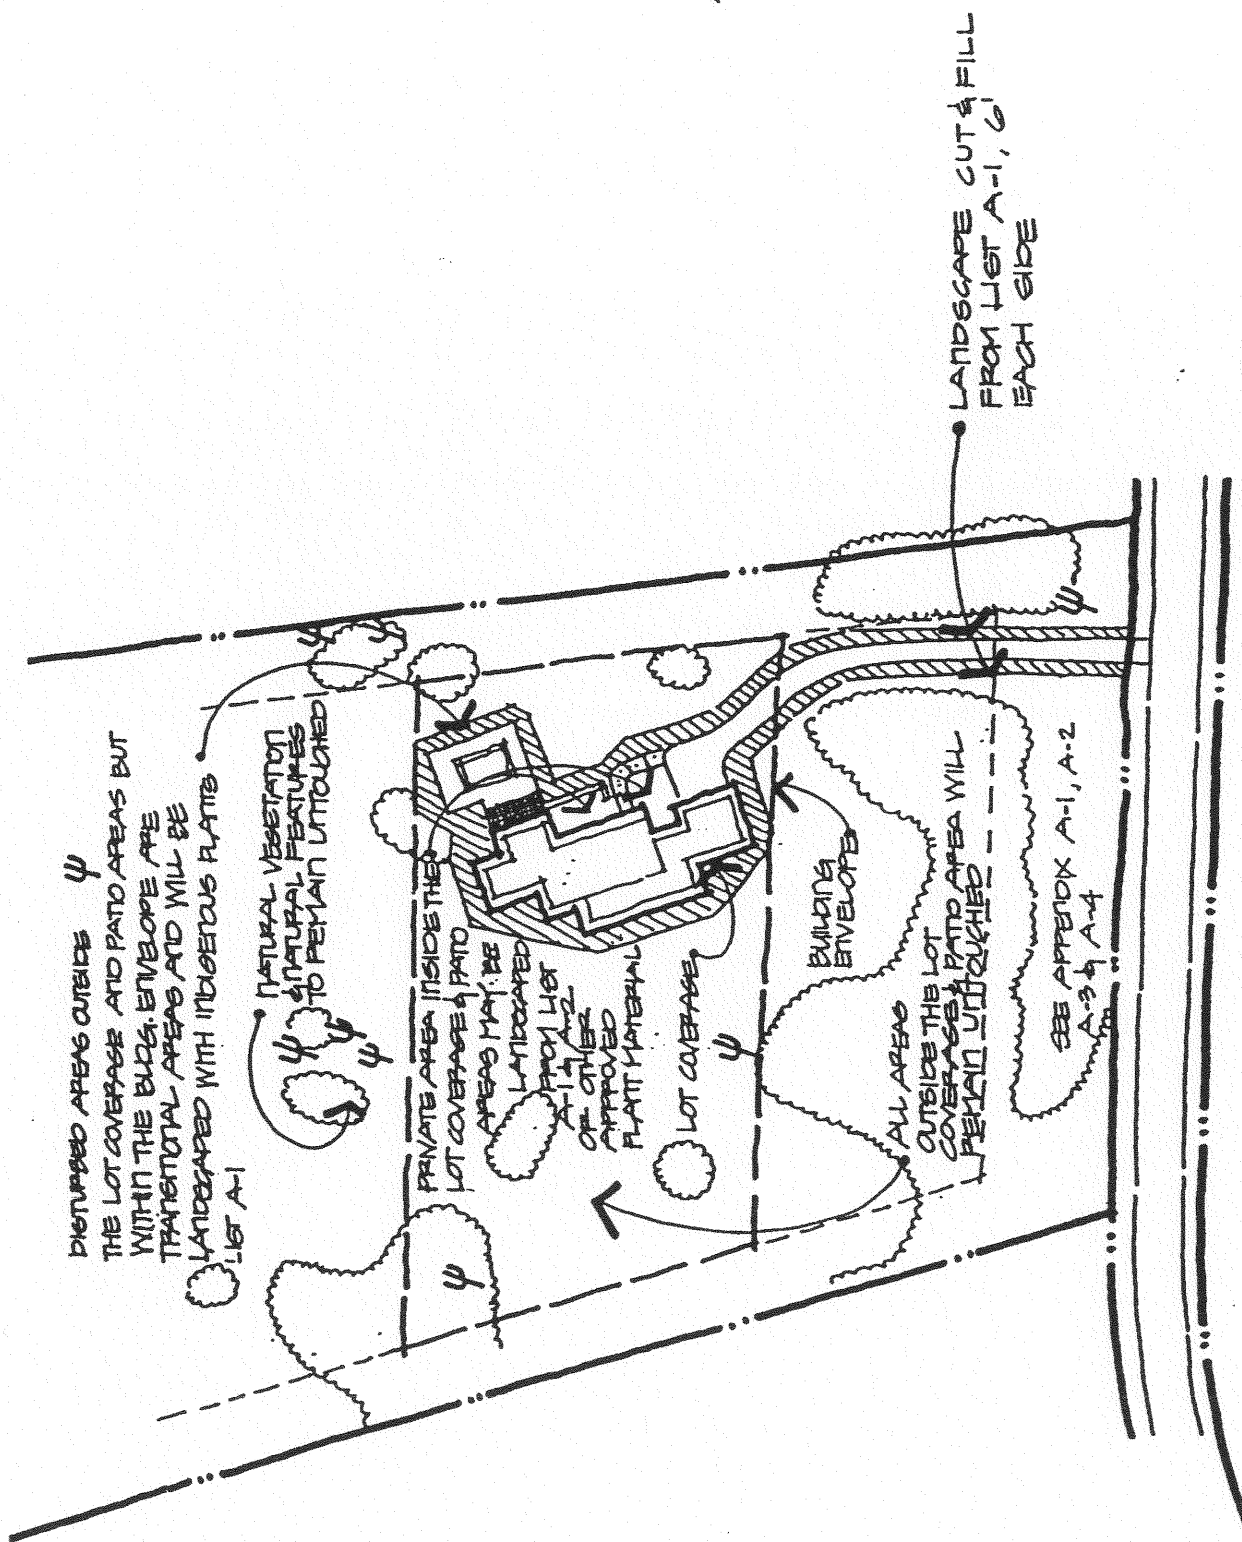 DISTURBED AREAS OUTSIDE
THE LOT COVERAGE AND PATIO AREAS BUT
WITHIN THE BLDG. ENVELOPE ARE
TRANSITIONAL AREAS AND WILL BE
LANDSCAPED WITH INDIGENOUS PLANTS
LIST A-1
NATURAL VEGETATION
& NATURAL FEATURES
TO REMAIN UNTOUCHED
PRIVATE AREA INSIDE THE
LOT COVERAGE & PATIO
AREAS MAY BE
LANDSCAPED
FROM LIST
A-1 & A-2
OR OTHER
APPROVED
PLANT MATERIAL
LOT COVERAGE
BUILDING
ENVELOPE
ALL AREAS
OUTSIDE THE LOT
COVERAGE & PATIO AREA WILL
REMAIN UNTOUCHED
SEE APPENDIX A-1, A-2
A-3 & A-4
LANDSCAPE CUT & FILL
FROM LIST A-1, 6'
EACH SIDE